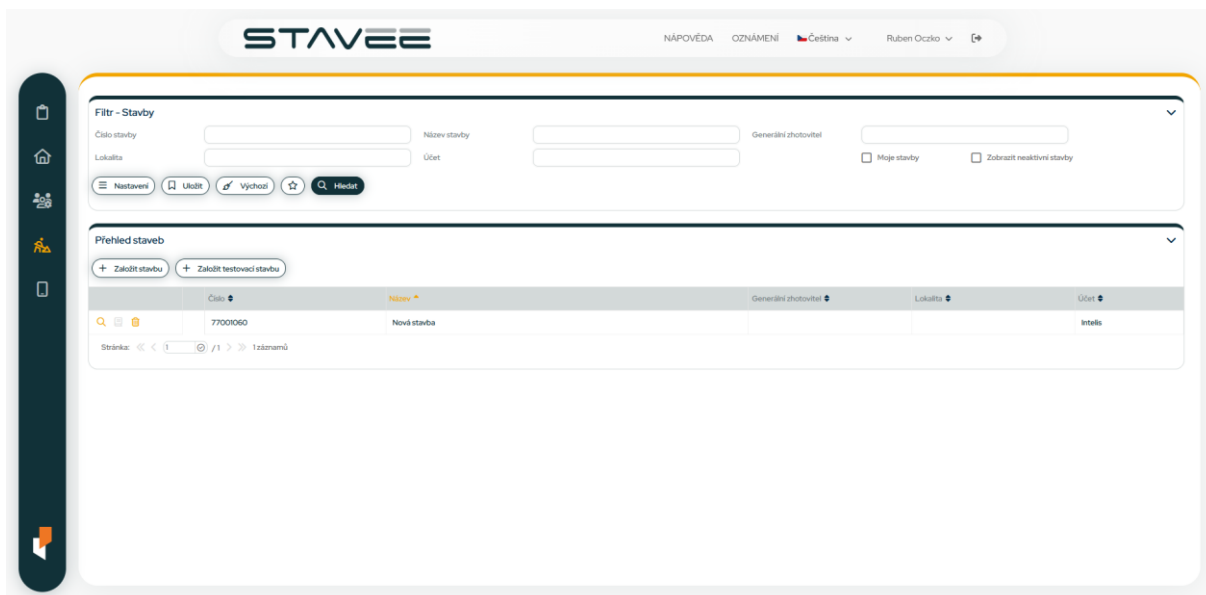 STAVEE
NÁPOVĚDA OZNÁMENÍ Čeština Ruben Oczko
Filtr - Stavby
Číslo stavby Název stavby Generální zhotovitel
Lokalita Účet Moje stavby Zobrazit neaktivní stavby
Nastavení Uložit Výchozí Hledat
Přehled staveb
+ Založit stavbu + Založit testovací stavbu
Číslo Název Generální zhotovitel Lokalita Účet
77001060 Nová stavba Intelis
Stránka: 1 / 1 1 záznamů